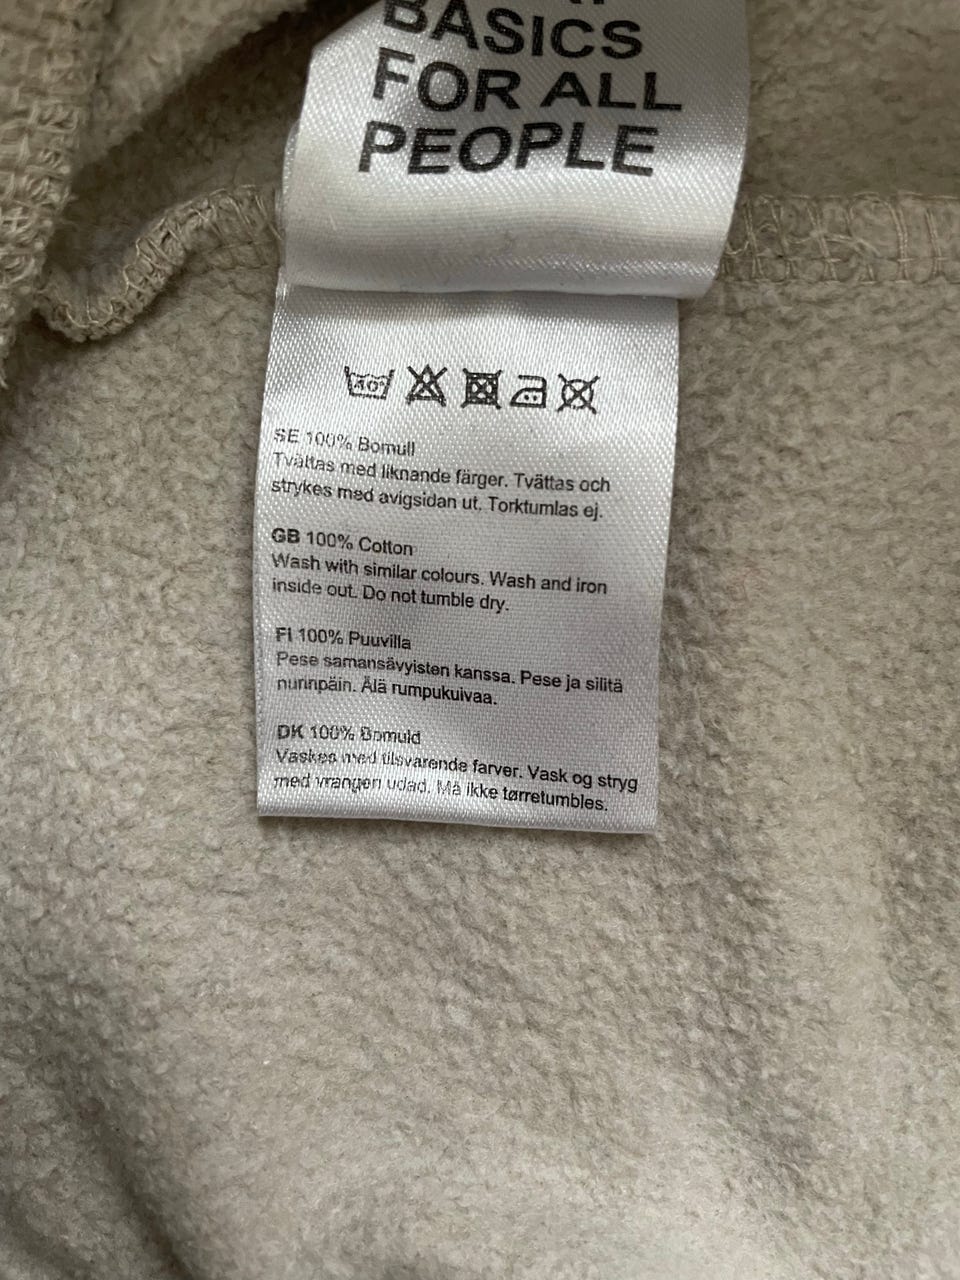 BASICS
FOR ALL
PEOPLE
40°
SE 100% Bomull
Tvättas med liknande färger. Tvättas och
strykes med avigsidan ut. Torktumlas ej.
GB 100% Cotton
Wash with similar colours. Wash and iron
inside out. Do not tumble dry.
FI 100% Puuvilla
Pese samansävyisten kanssa. Pese ja silitä
nurinpäin. Älä rumpukuivaa.
DK 100% Bomuld
Vaskes med tilsvarende farver. Vask og stryg
med vrangen udad. Må ikke tørretumbles.